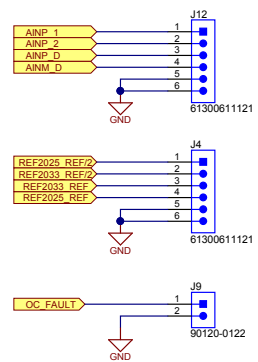 J12
AINP_1 1
AINP_2 2
AINP_D 3
AINM_D 4
5
6
61300611121
GND
J4
REF2025_REF/2 1
REF2033_REF/2 2
REF2033_REF 3
REF2025_REF 4
5
6
61300611121
GND
J9
OC_FAULT 1
2
90120-0122
GND